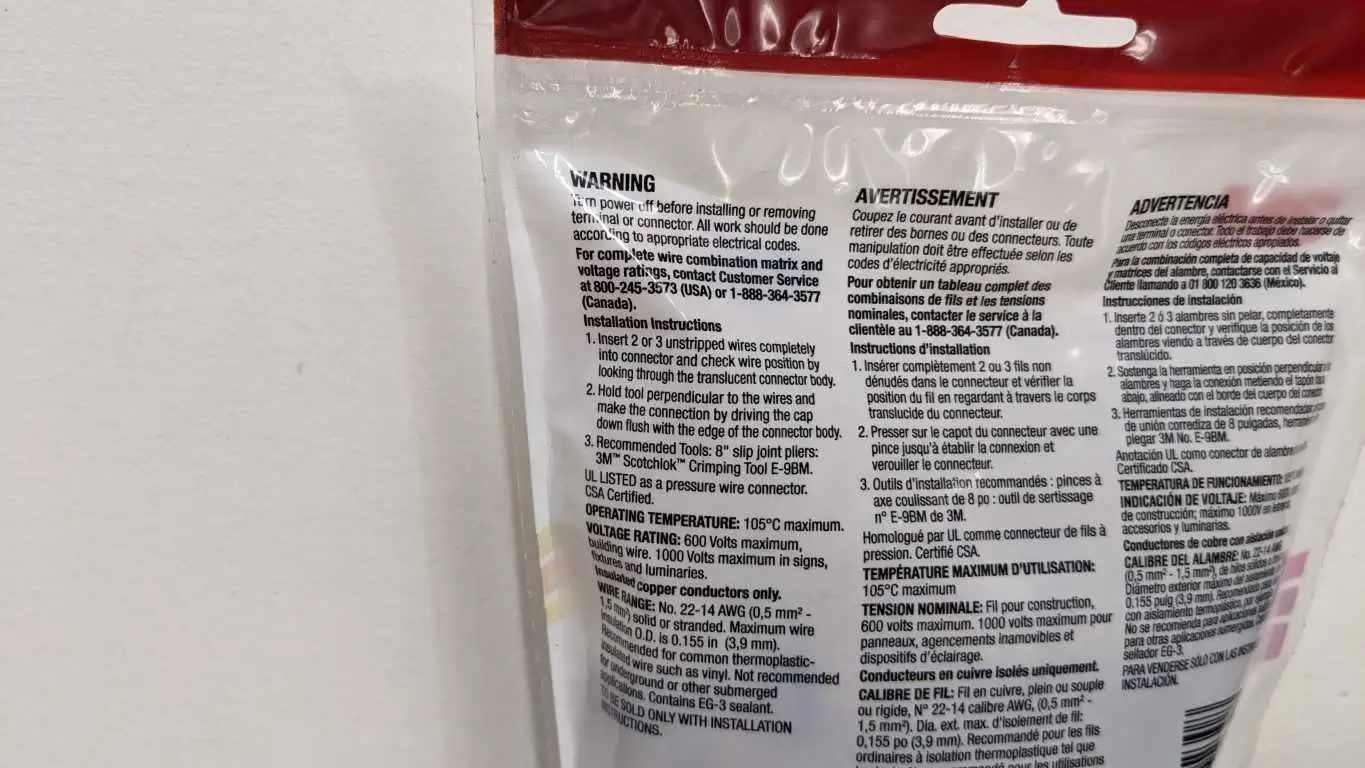 WARNING
Turn power off before installing or removing
terminal or connector. All work should be done
according to appropriate electrical codes.
For complete wire combination matrix and
voltage ratings, contact Customer Service
at 800-245-3573 (USA) or 1-888-364-3577
(Canada).
Installation Instructions
1. Insert 2 or 3 unstripped wires completely
into connector and check wire position by
looking through the translucent connector body.
2. Hold tool perpendicular to the wires and
make the connection by driving the cap
down flush with the edge of the connector body.
3. Recommended Tools: 8" slip joint pliers:
3M™ Scotchlok™ Crimping Tool E-9BM.
UL LISTED as a pressure wire connector.
CSA Certified.
OPERATING TEMPERATURE: 105°C maximum.
VOLTAGE RATING: 600 Volts maximum,
building wire. 1000 Volts maximum in signs,
fixtures and luminaries.
Insulated copper conductors only.
WIRE RANGE: No. 22-14 AWG (0,5 mm² -
1,5 mm²) solid or stranded. Maximum wire
insulation O.D. is 0.155 in (3,9 mm).
Recommended for common thermoplastic-
insulated wire such as vinyl. Not recommended
for underground or other submerged
applications. Contains EG-3 sealant.
TO BE SOLD ONLY WITH INSTALLATION
INSTRUCTIONS.
AVERTISSEMENT
Coupez le courant avant d'installer ou de
retirer des bornes ou des connecteurs. Toute
manipulation doit être effectuée selon les
codes d'électricité appropriés.
Pour obtenir un tableau complet des
combinaisons de fils et les tensions
nominales, contacter le service à la
clientèle au 1-888-364-3577 (Canada).
Instructions d'installation
1. Insérer complètement 2 ou 3 fils non
dénudés dans le connecteur et vérifier la
position du fil en regardant à travers le corps
translucide du connecteur.
2. Presser sur le capot du connecteur avec une
pince jusqu'à établir la connexion et
verouiller le connecteur.
3. Outils d'installation recommandés : pinces à
axe coulissant de 8 po : outil de sertissage
n° E-9BM de 3M.
Homologué par UL comme connecteur de fils à
pression. Certifié CSA.
TEMPÉRATURE MAXIMUM D'UTILISATION:
105°C maximum
TENSION NOMINALE: Fil pour construction,
600 volts maximum. 1000 volts maximum pour
panneaux, agencements inamovibles et
dispositifs d'éclairage.
Conducteurs en cuivre isolés uniquement.
CALIBRE DE FIL: Fil en cuivre, plein ou souple
ou rigide, N° 22-14 calibre AWG, (0,5 mm² -
1,5 mm²). Dia. ext. max. d'isolement de fil:
0,155 po (3,9 mm). Recommandé pour les fils
ordinaires à isolation thermoplastique tel que
pour les utilisations
ADVERTENCIA
Desconecte la energía eléctrica antes de instalar o quitar
una terminal o conector. Todo el trabajo debe hacerse de
acuerdo con los códigos eléctricos apropiados.
Para la combinación completa de capacidad de voltaje
y matrices del alambre, contactarse con el Servicio al
Cliente llamando a 01 800 120 3636 (México).
Instrucciones de instalación
1. Inserte 2 ó 3 alambres sin pelar, completamente
dentro del conector y verifique la posición de los
alambres viendo a través de cuerpo del conector
translúcido.
2. Sostenga la herramienta en posición perpendicular
alambres y haga la conexión metiendo el tapón
abajo, alineado con el borde del cuerpo del
3. Herramientas de instalación recomendadas:
de unión corrediza de 8 pulgadas,
plegar 3M No. E-9BM.
Anotación UL como conector de alambre
Certificado CSA.
TEMPERATURA DE FUNCIONAMIENTO:
INDICACIÓN DE VOLTAJE: Máximo
de construcción; máximo 1000V en
accesorios y luminarias.
Conductores de cobre con aislación
CALIBRE DEL ALAMBRE: No. 22-14
(0,5 mm² - 1,5 mm²), de hilos sólidos o
Diámetro exterior máximo del
0.155 pulg (3,9 mm). Recomendado
con aislamiento termoplástico,
No se recomienda para aplicaciones
para otras aplicaciones sumergidas.
sellador EG-3.
PARA VENDERSE SÓLO CON LAS
INSTALACIÓN.